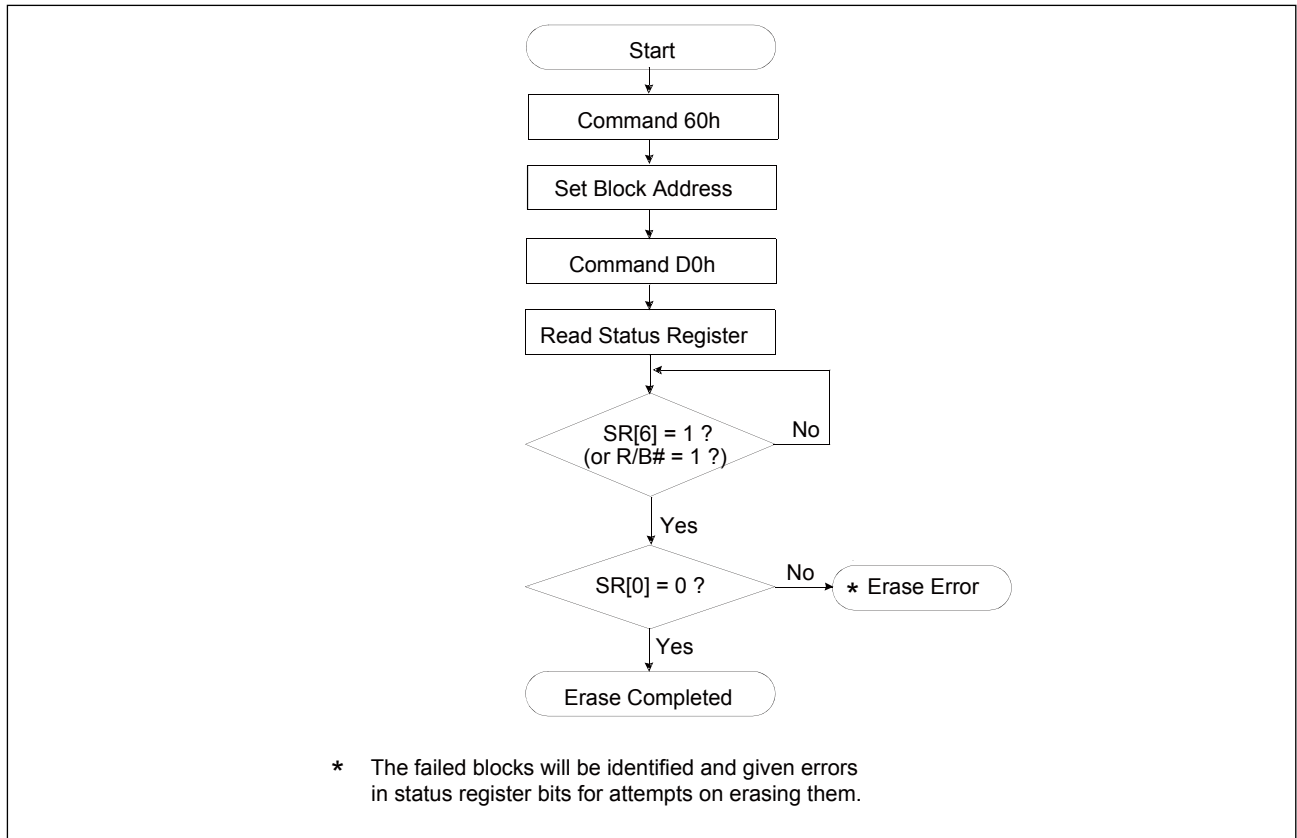 Start
Command 60h
Set Block Address
Command D0h
Read Status Register
SR[6] = 1 ?
(or R/B# = 1 ?)
No
Yes
SR[0] = 0 ?
No
* Erase Error
Yes
Erase Completed
* The failed blocks will be identified and given errors
in status register bits for attempts on erasing them.